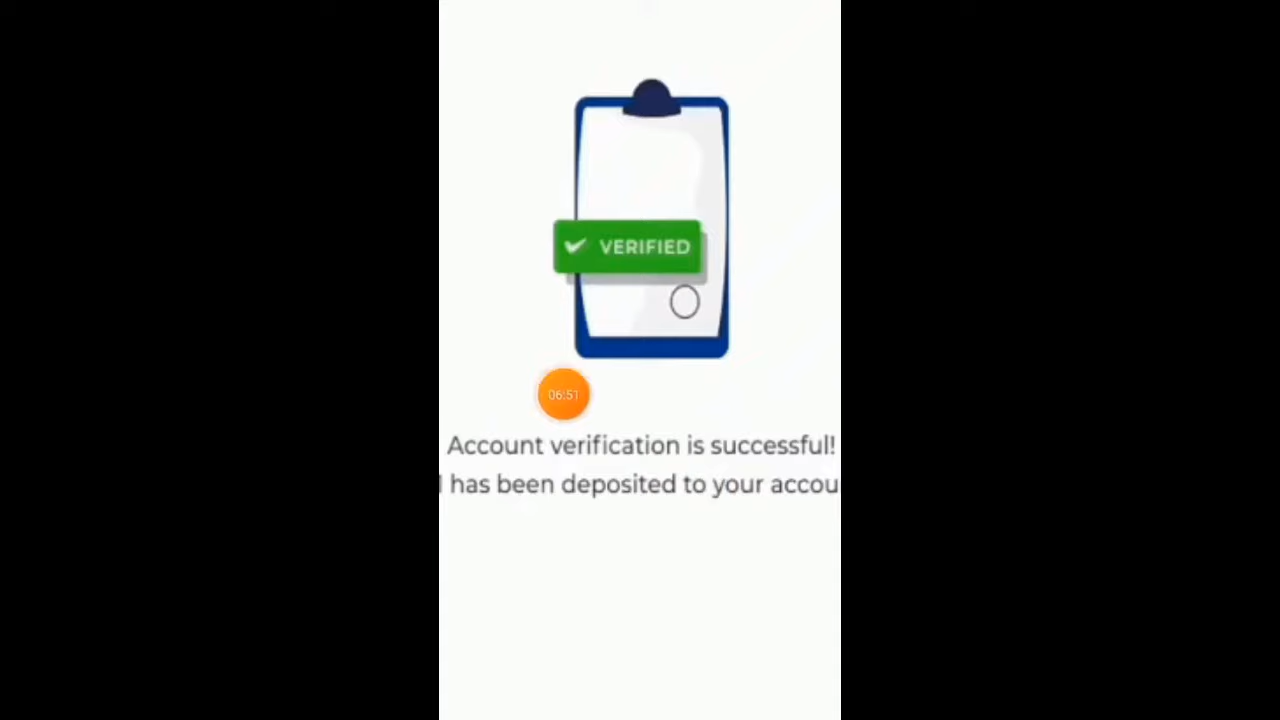 VERIFIED
06:51
Account verification is successful!
has been deposited to your accou